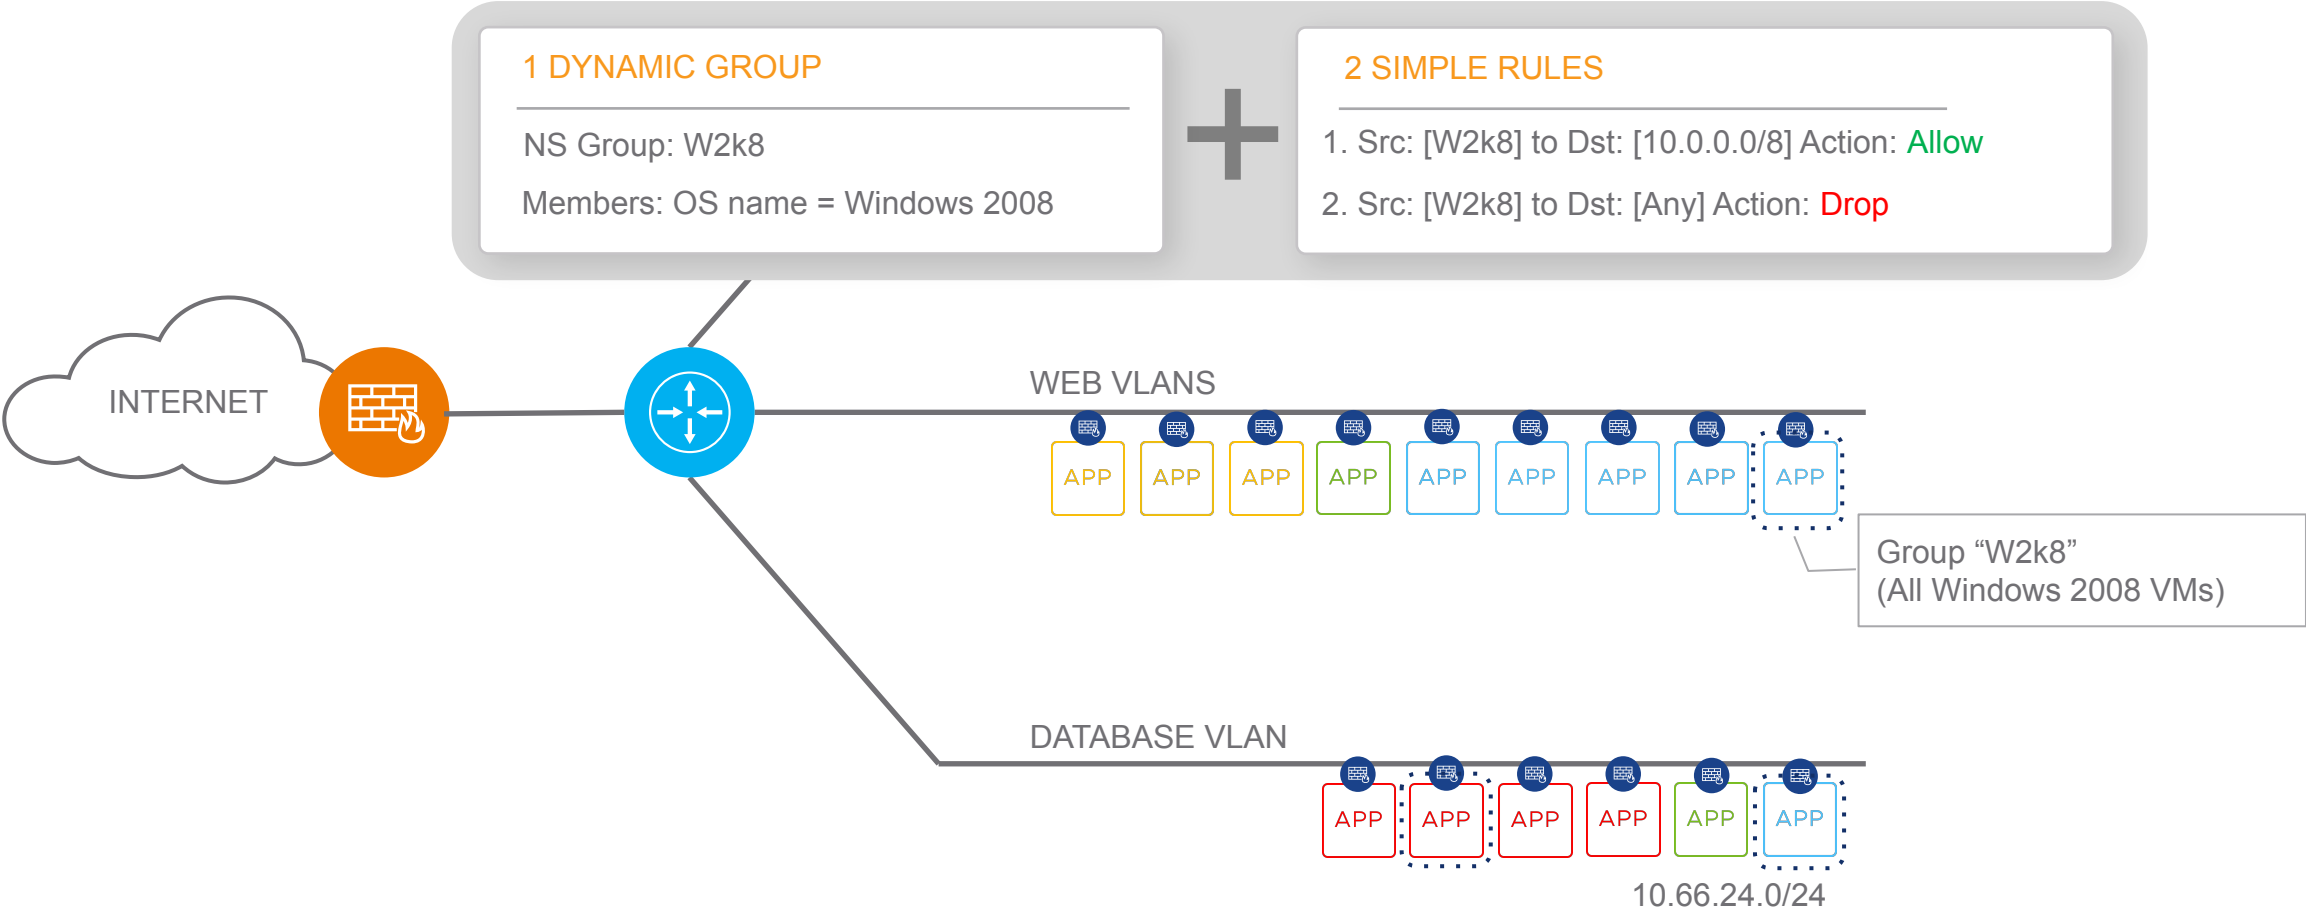 1 DYNAMIC GROUP
NS Group: W2k8
Members: OS name = Windows 2008
2 SIMPLE RULES
1. Src: [W2k8] to Dst: [10.0.0.0/8] Action: Allow
2. Src: [W2k8] to Dst: [Any] Action: Drop
INTERNET
WEB VLANS
APP APP APP APP APP APP APP APP APP
Group “W2k8”
(All Windows 2008 VMs)
DATABASE VLAN
APP APP APP APP APP APP
10.66.24.0/24